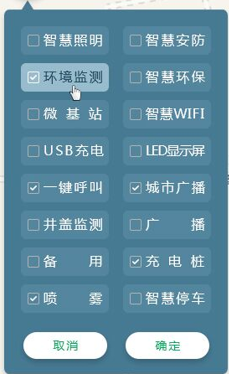 智慧照明 智慧安防
环境监测 智慧环保
微基站 智慧WIFI
USB充电 LED显示屏
一键呼叫 城市广播
井盖监测 广播
备用 充电桩
喷雾 智慧停车
取消 确定